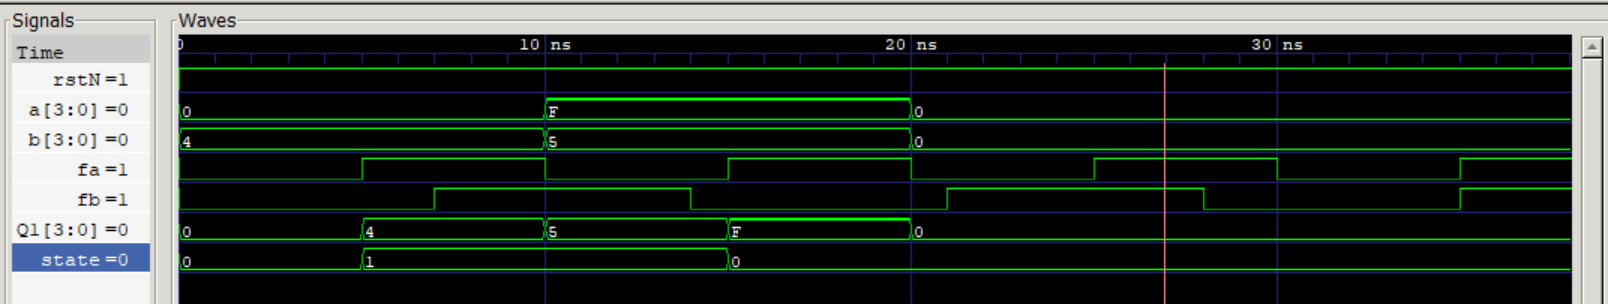 Signals Waves
Time 0 10 ns 20 ns 30 ns
rstN=1
a[3:0]=0 0 F 0
b[3:0]=0 4 5 0
fa=1
fb=1
Q1[3:0]=0 0 4 5 F 0
state=0 0 1 0